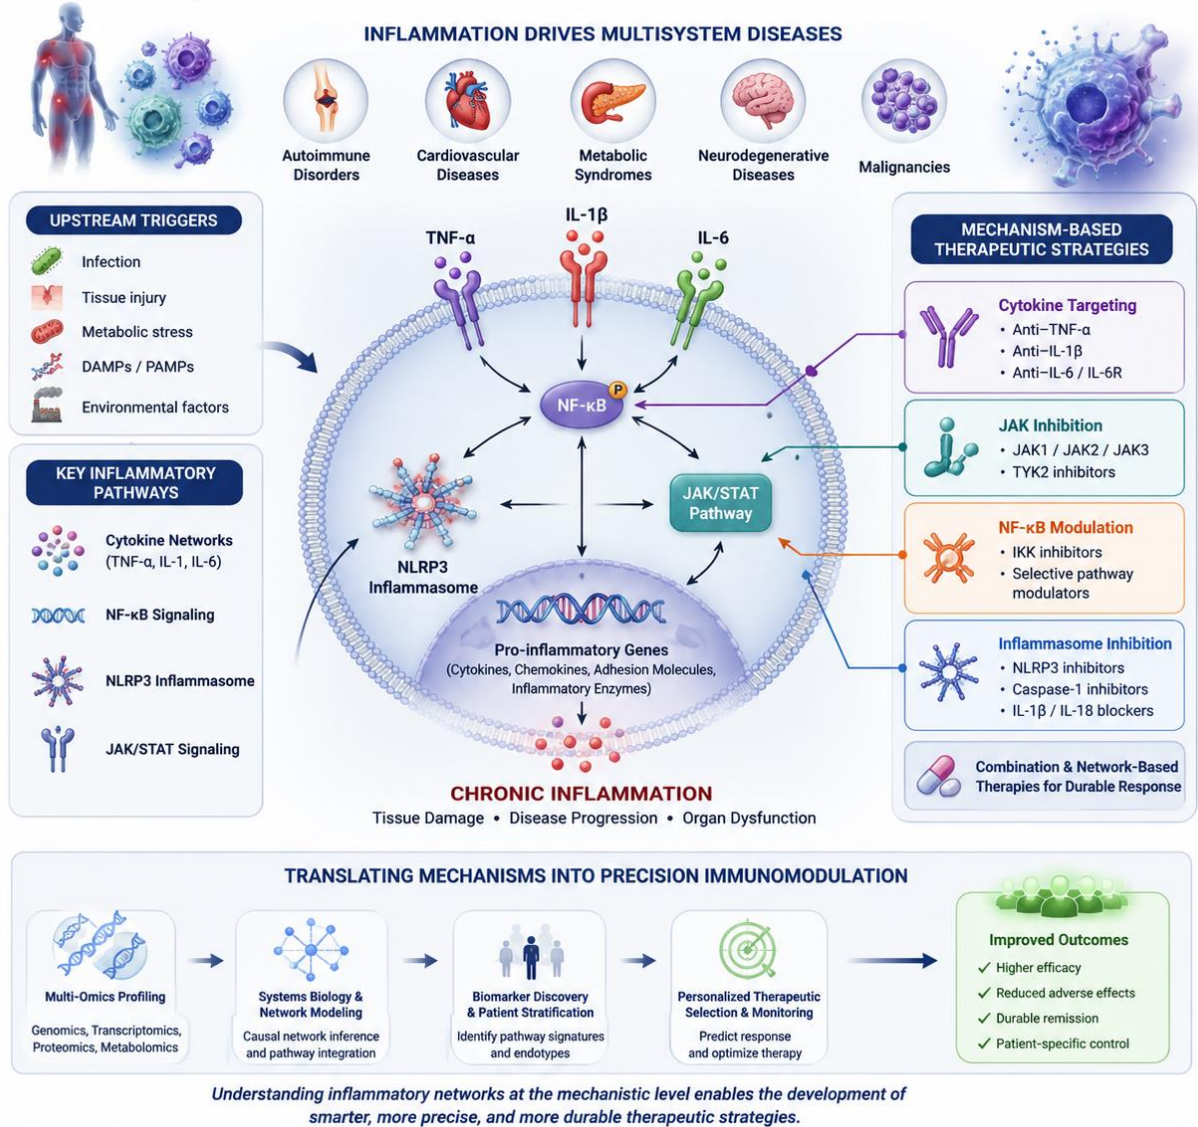 INFLAMMATION DRIVES MULTISYSTEM DISEASES
Autoimmune
Disorders
Cardiovascular
Diseases
Metabolic
Syndromes
Neurodegenerative
Diseases
Malignancies
UPSTREAM TRIGGERS
Infection
Tissue injury
Metabolic stress
DAMPs / PAMPs
Environmental factors
KEY INFLAMMATORY
PATHWAYS
Cytokine Networks
(TNF-α, IL-1, IL-6)
NF-κB Signaling
NLRP3 Inflammasome
JAK/STAT Signaling
TNF-α
IL-1β
IL-6
P
NF-κB
JAK/STAT
Pathway
NLRP3
Inflammasome
Pro-inflammatory Genes
(Cytokines, Chemokines, Adhesion Molecules,
Inflammatory Enzymes)
CHRONIC INFLAMMATION
Tissue Damage • Disease Progression • Organ Dysfunction
MECHANISM-BASED
THERAPEUTIC STRATEGIES
Cytokine Targeting
• Anti–TNF-α
• Anti–IL-1β
• Anti–IL-6 / IL-6R
JAK Inhibition
• JAK1 / JAK2 / JAK3
• TYK2 inhibitors
NF-κB Modulation
• IKK inhibitors
• Selective pathway
modulators
Inflammasome Inhibition
• NLRP3 inhibitors
• Caspase-1 inhibitors
• IL-1β / IL-18 blockers
Combination & Network-Based
Therapies for Durable Response
TRANSLATING MECHANISMS INTO PRECISION IMMUNOMODULATION
Multi-Omics Profiling
Genomics, Transcriptomics,
Proteomics, Metabolomics
Systems Biology &
Network Modeling
Causal network inference
and pathway integration
Biomarker Discovery
& Patient Stratification
Identify pathway signatures
and endotypes
Personalized Therapeutic
Selection & Monitoring
Predict response
and optimize therapy
Improved Outcomes
✓ Higher efficacy
✓ Reduced adverse effects
✓ Durable remission
✓ Patient-specific control
Understanding inflammatory networks at the mechanistic level enables the development of
smarter, more precise, and more durable therapeutic strategies.